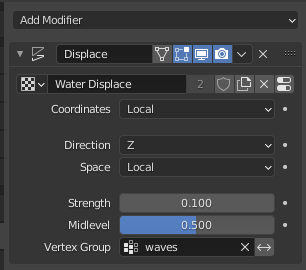 Add Modifier
Displace
Water Displace 2
Coordinates Local
Direction Z
Space Local
Strength 0.100
Midlevel 0.500
Vertex Group waves